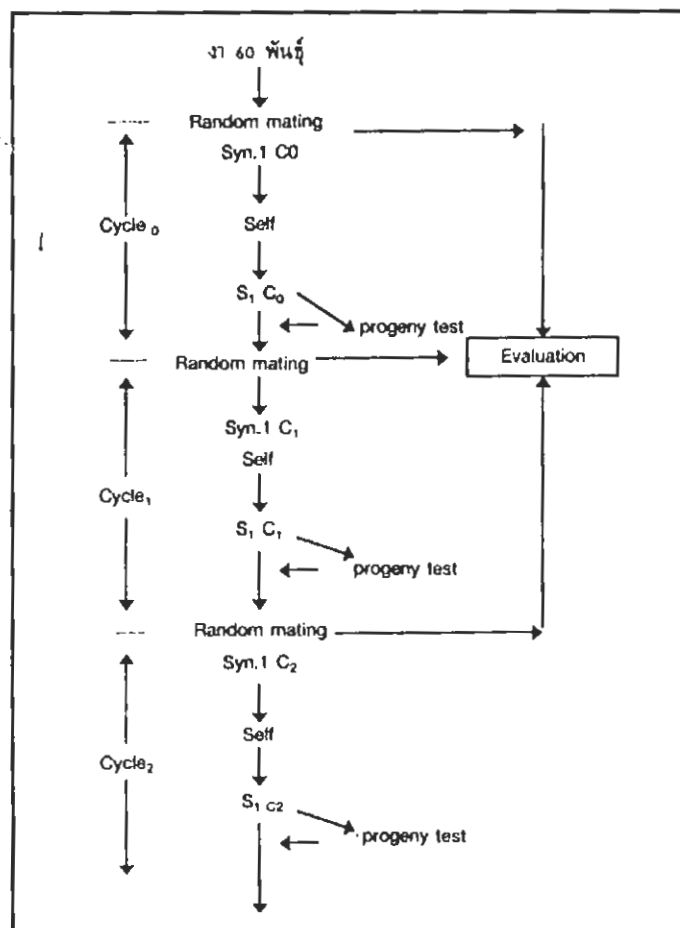 งา 60 พันธุ์
Random mating
Syn.1 C0
Cycle₀
Self
S₁ C₀
progeny test
Random mating
Evaluation
Syn.1 C₁
Self
Cycle₁
S₁ C₁
progeny test
Random mating
Syn.1 C₂
Self
Cycle₂
S₁ C₂
progeny test